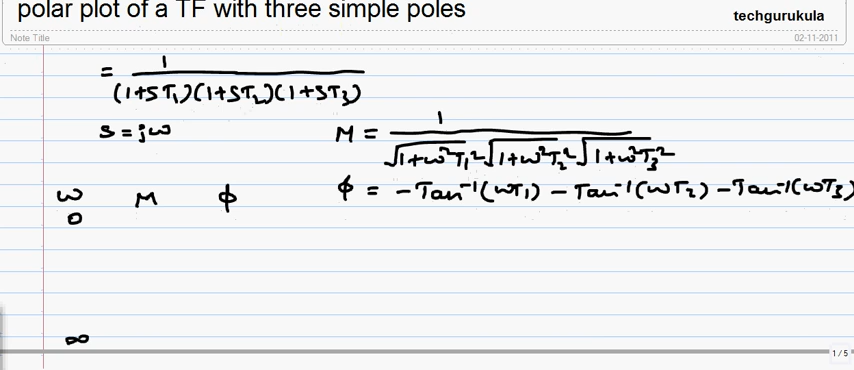 polar plot of a TF with three simple poles
techgurukula
Note Title
02-11-2011
= 1 / (1+ST₁)(1+ST₂)(1+ST₃)
S = jω
M = 1 / √1+ω²T₁² √1+ω²T₂² √1+ω²T₃²
ω M ϕ
ϕ = -Tan⁻¹(ωT₁) - Tan⁻¹(ωT₂) - Tan⁻¹(ωT₃)
0
∞
1/5